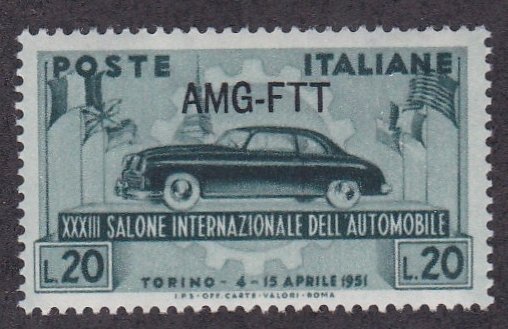 POSTE ITALIANE
AMG-FTT
XXXIII SALONE INTERNAZIONALE DELL'AUTOMOBILE
L.20 L.20
TORINO - 4 - 15 APRILE 1951
I.P.S - OFF. CARTE - VALORI - ROMA